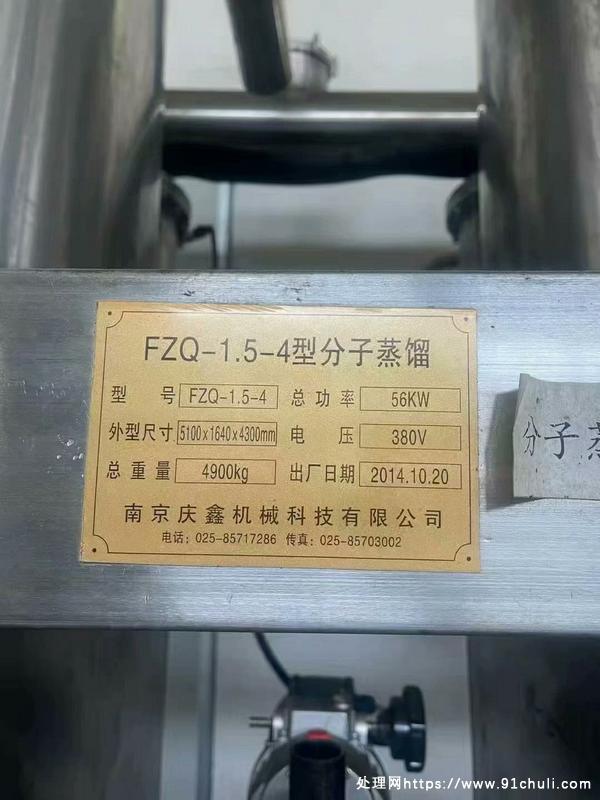 FZQ-1.5-4型分子蒸馏
型 号 FZQ-1.5-4 总功率 56KW
外型尺寸 5100x1640x4300mm 电 压 380V
总重量 4900kg 出厂日期 2014.10.20
南京庆鑫机械科技有限公司
电话: 025-85717286 传真: 025-85703002
分子蒸
处理网https://www.91chuli.com